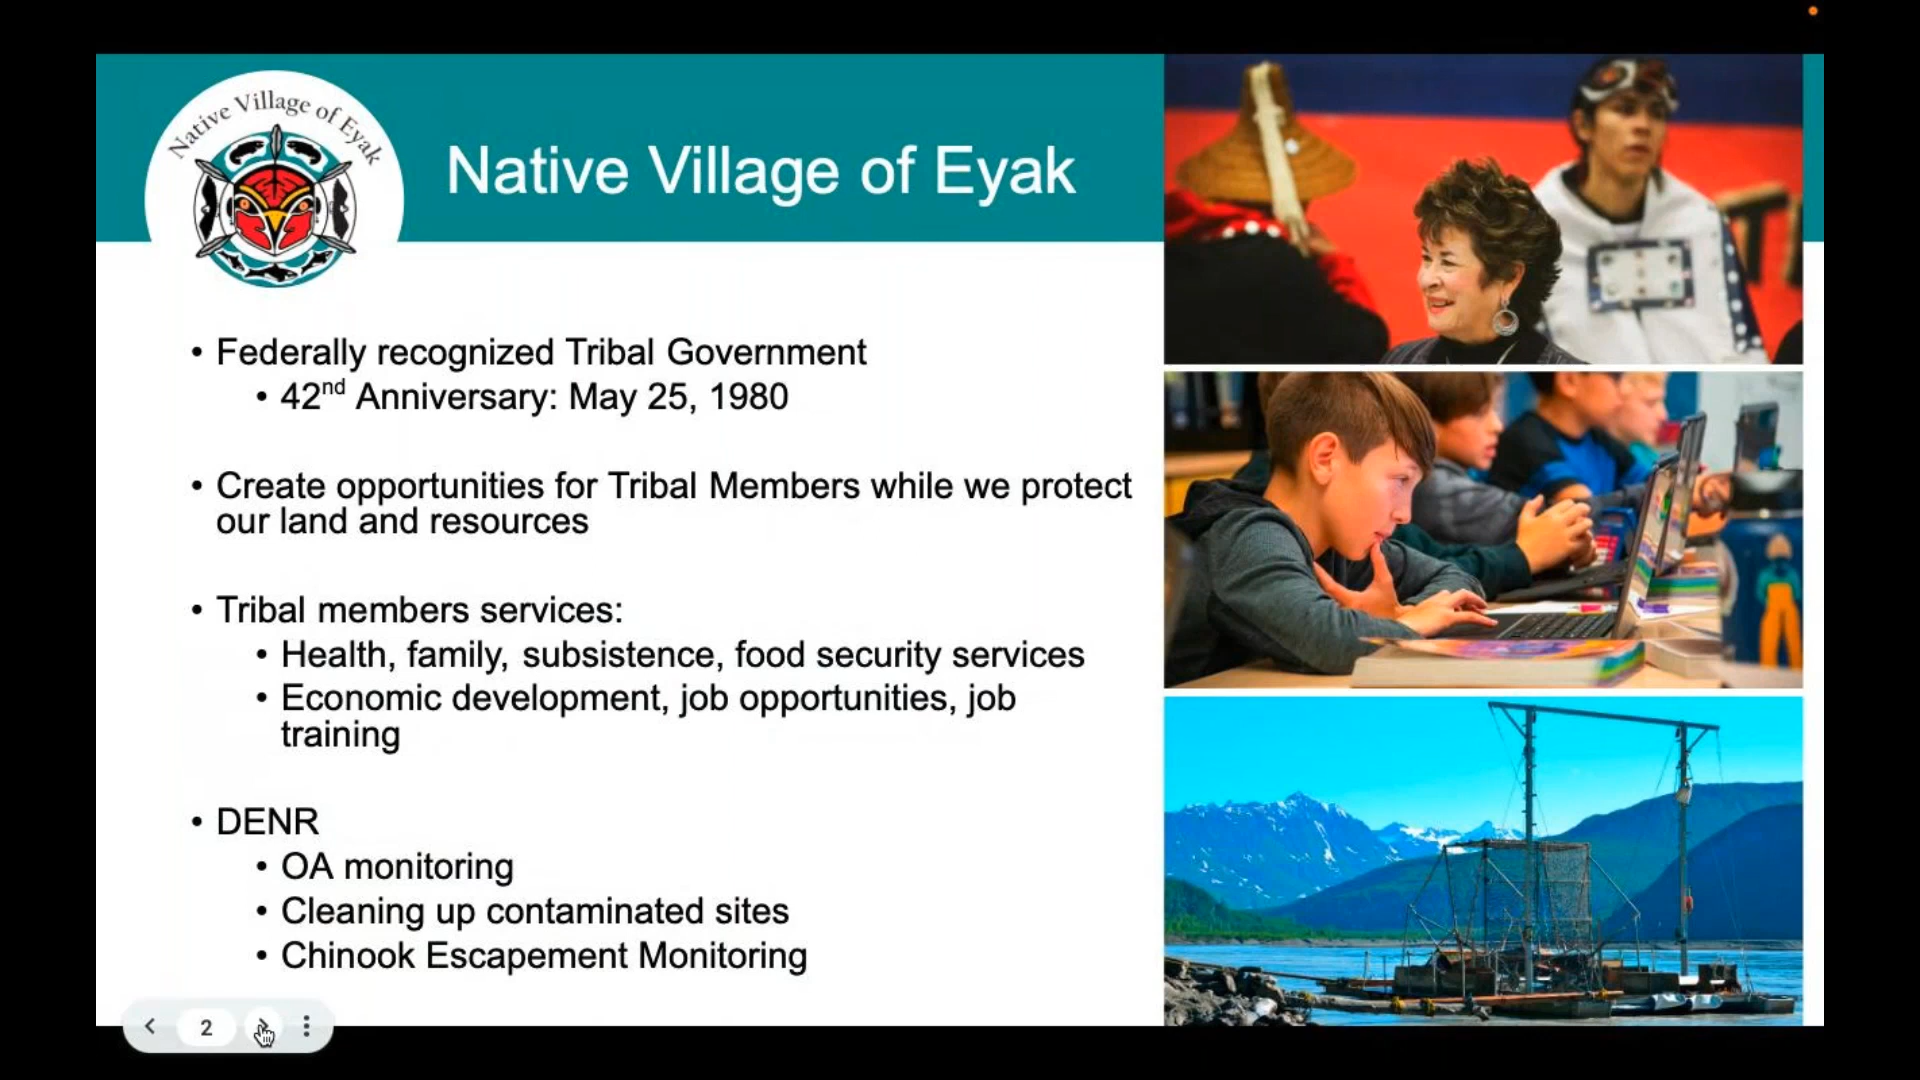 Native Village of Eyak
Native Village of Eyak
• Federally recognized Tribal Government
• 42nd Anniversary: May 25, 1980
• Create opportunities for Tribal Members while we protect
our land and resources
• Tribal members services:
• Health, family, subsistence, food security services
• Economic development, job opportunities, job
training
• DENR
• OA monitoring
• Cleaning up contaminated sites
• Chinook Escapement Monitoring
2